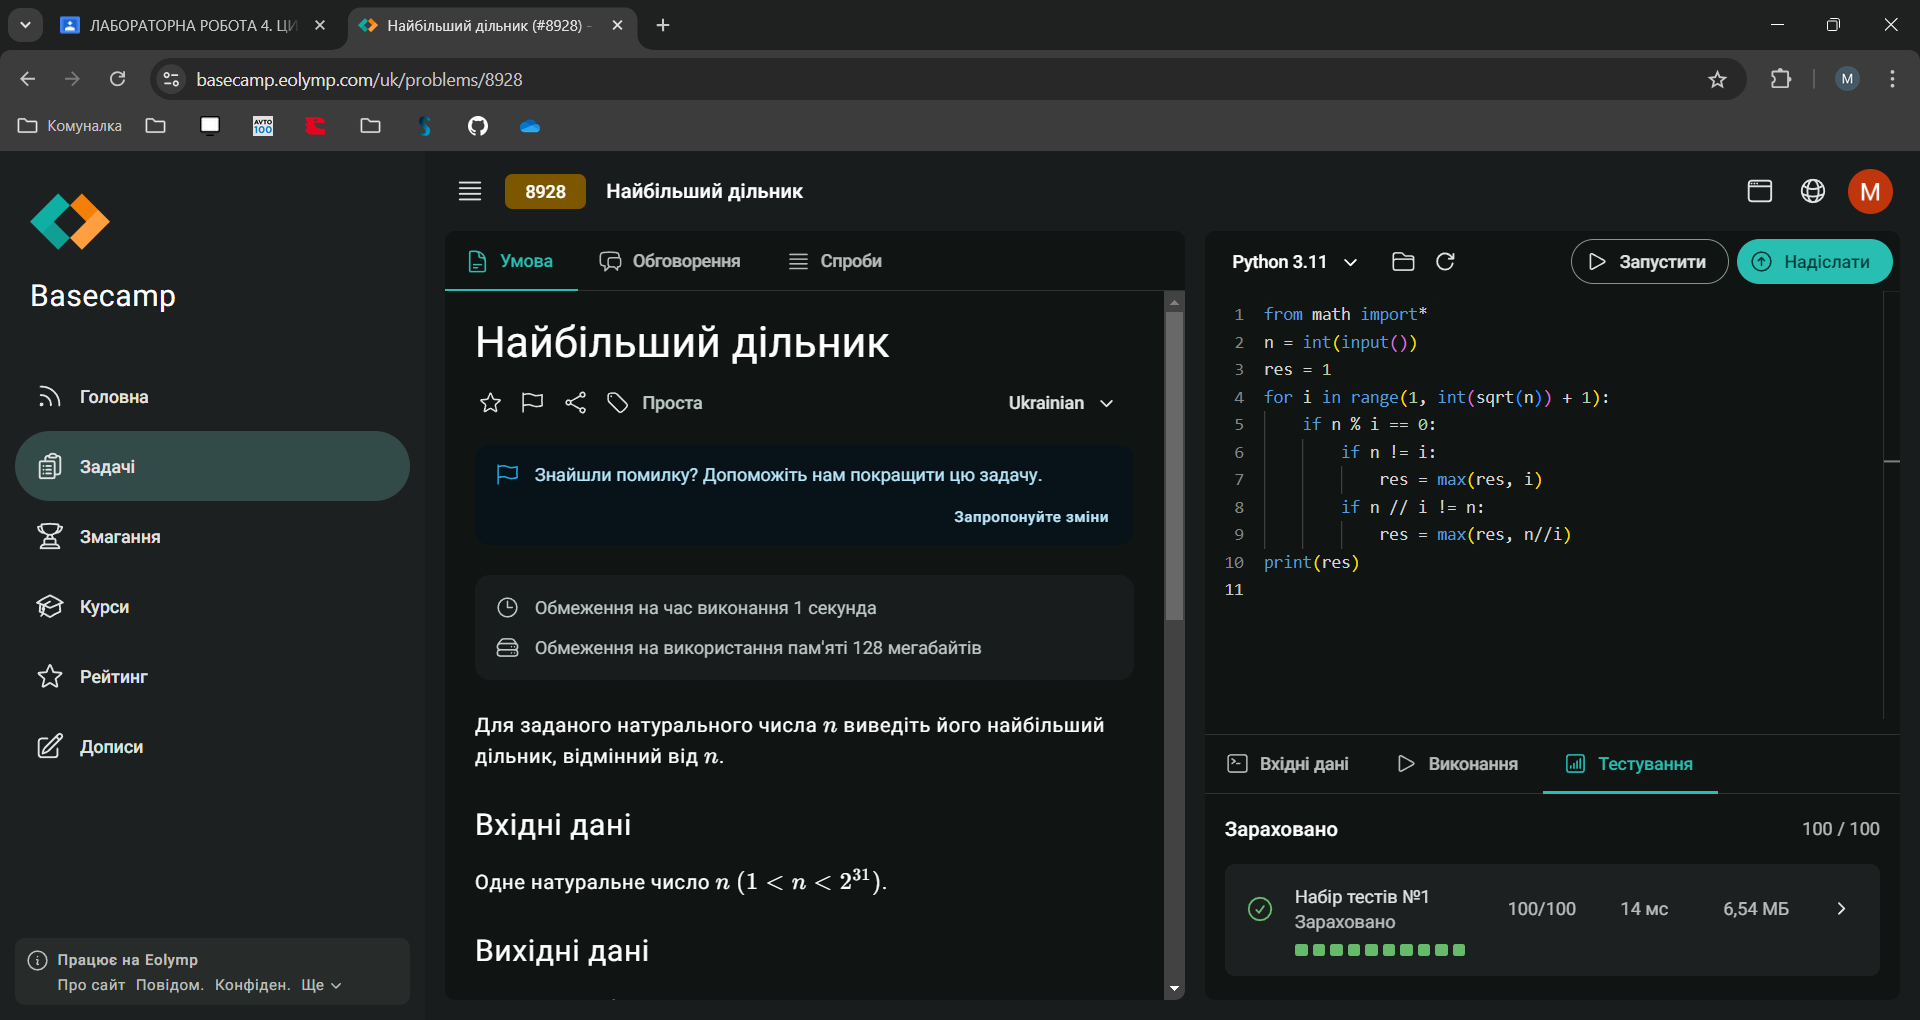 ЛАБОРАТОРНА РОБОТА 4. ЦИ
Найбільший дільник (#8928) -
basecamp.eolymp.com/uk/problems/8928
M
Комуналка
AVTO
100
Basecamp
Головна
Задачі
Змагання
Курси
Рейтинг
Дописи
Працює на Eolymp
Про сайт Повідом. Конфіден. Ще
8928 Найбільший дільник
M
Умова Обговорення Спроби
Найбільший дільник
Проста
Ukrainian
Знайшли помилку? Допоможіть нам покращити цю задачу.
Запропонуйте зміни
Обмеження на час виконання 1 секунда
Обмеження на використання пам'яті 128 мегабайтів
Для заданого натурального числа n виведіть його найбільший
дільник, відмінний від n.
Вхідні дані
Одне натуральне число n (1 < n < 2³¹).
Вихідні дані
Python 3.11
Запустити
Надіслати
1 from math import*
2 n = int(input())
3 res = 1
4 for i in range(1, int(sqrt(n)) + 1):
5 if n % i == 0:
6 if n != i:
7 res = max(res, i)
8 if n // i != n:
9 res = max(res, n//i)
10 print(res)
11
Вхідні дані Виконання Тестування
Зараховано 100 / 100
Набір тестів №1
Зараховано
100/100 14 мс 6,54 МБ